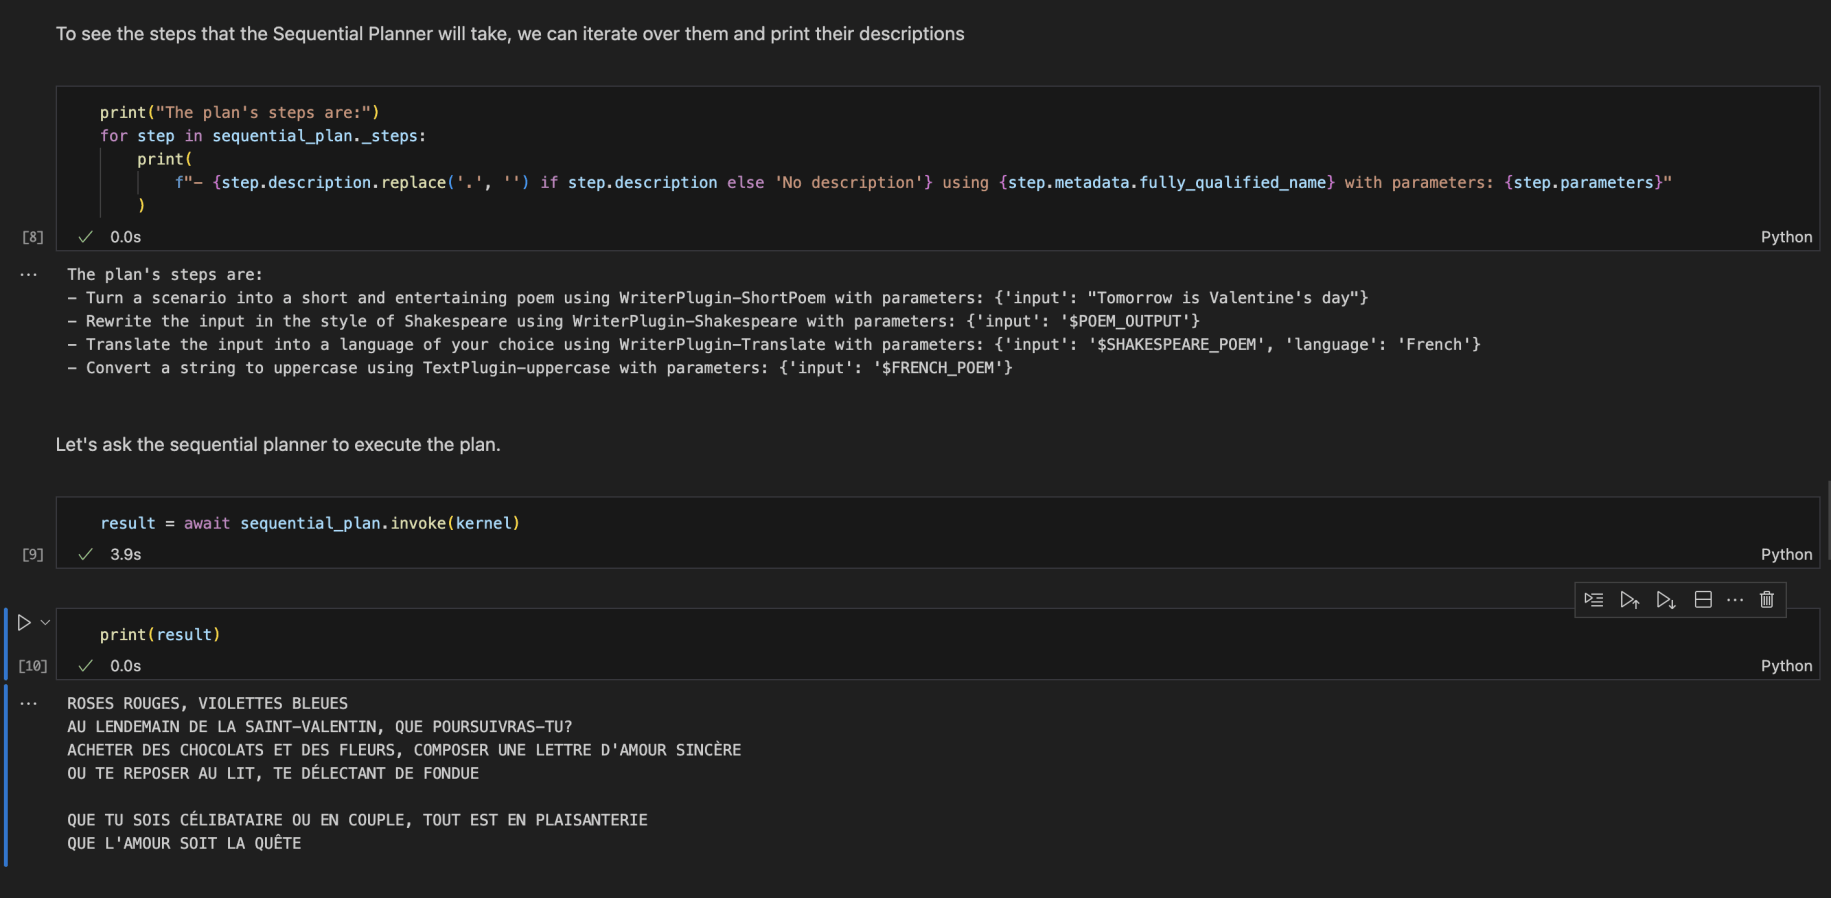 To see the steps that the Sequential Planner will take, we can iterate over them and print their descriptions
print("The plan's steps are:")
for step in sequential_plan._steps:
    print(
        f"- {step.description.replace('.', '') if step.description else 'No description'} using {step.metadata.fully_qualified_name} with parameters: {step.parameters}"
    )
[8] 0.0s Python
... The plan's steps are:
- Turn a scenario into a short and entertaining poem using WriterPlugin-ShortPoem with parameters: {'input': "Tomorrow is Valentine's day"}
- Rewrite the input in the style of Shakespeare using WriterPlugin-Shakespeare with parameters: {'input': '$POEM_OUTPUT'}
- Translate the input into a language of your choice using WriterPlugin-Translate with parameters: {'input': '$SHAKESPEARE_POEM', 'language': 'French'}
- Convert a string to uppercase using TextPlugin-uppercase with parameters: {'input': '$FRENCH_POEM'}
Let's ask the sequential planner to execute the plan.
result = await sequential_plan.invoke(kernel)
[9] 3.9s Python
print(result)
[10] 0.0s Python
... ROSES ROUGES, VIOLETTES BLEUES
AU LENDEMAIN DE LA SAINT-VALENTIN, QUE POURSUIVRAS-TU?
ACHETER DES CHOCOLATS ET DES FLEURS, COMPOSER UNE LETTRE D'AMOUR SINCÈRE
OU TE REPOSER AU LIT, TE DÉLECTANT DE FONDUE
QUE TU SOIS CÉLIBATAIRE OU EN COUPLE, TOUT EST EN PLAISANTERIE
QUE L'AMOUR SOIT LA QUÊTE